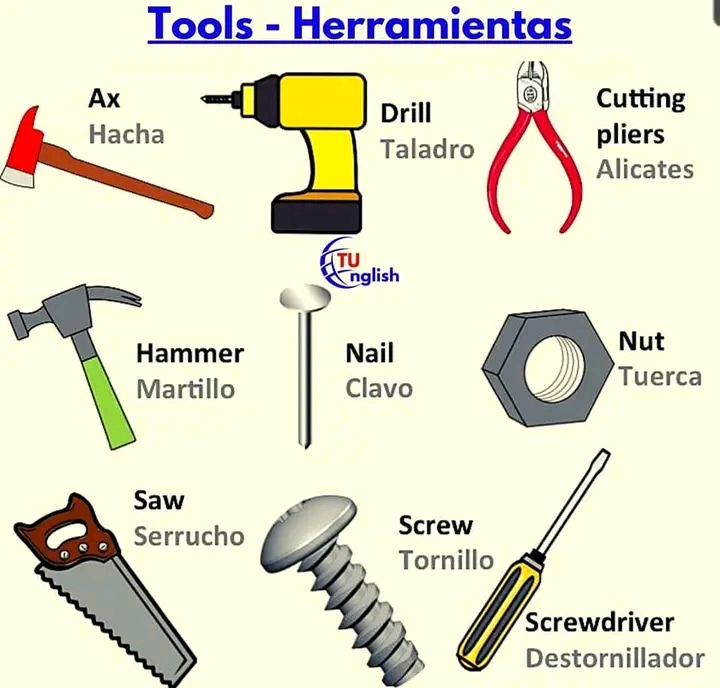 Tools - Herramientas
Ax
Hacha
Drill
Taladro
Cutting
pliers
Alicates
TU
English
Hammer
Martillo
Nail
Clavo
Nut
Tuerca
Saw
Serrucho
Screw
Tornillo
Screwdriver
Destornillador